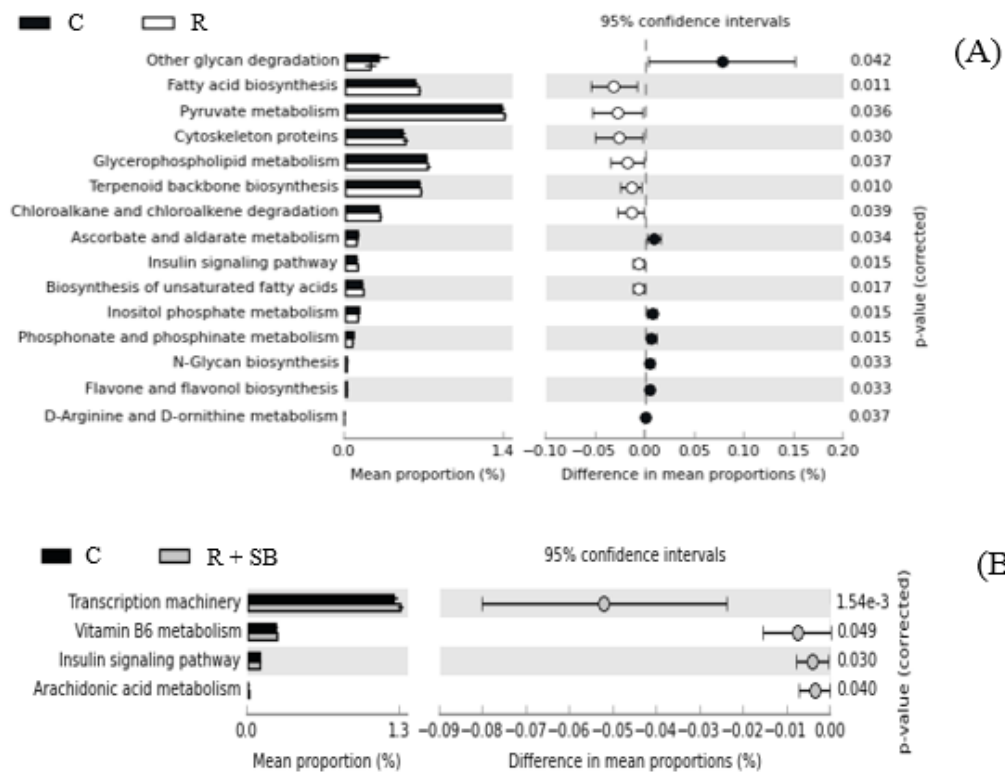 C R
95% confidence intervals
(A)
Other glycan degradation 0.042
Fatty acid biosynthesis 0.011
Pyruvate metabolism 0.036
Cytoskeleton proteins 0.030
Glycerophospholipid metabolism 0.037
Terpenoid backbone biosynthesis 0.010
Chloroalkane and chloroalkene degradation 0.039
Ascorbate and aldarate metabolism 0.034
Insulin signaling pathway 0.015
Biosynthesis of unsaturated fatty acids 0.017
Inositol phosphate metabolism 0.015
Phosphonate and phosphinate metabolism 0.015
N-Glycan biosynthesis 0.033
Flavone and flavonol biosynthesis 0.033
D-Arginine and D-ornithine metabolism 0.037
p-value (corrected)
0.0 1.4 −0.10 −0.05 0.00 0.05 0.10 0.15 0.20
Mean proportion (%) Difference in mean proportions (%)
C R + SB
95% confidence intervals
(B
Transcription machinery 1.54e-3
Vitamin B6 metabolism 0.049
Insulin signaling pathway 0.030
Arachidonic acid metabolism 0.040
p-value (corrected)
0.0 1.3 −0.09 −0.08 −0.07 −0.06 −0.05 −0.04 −0.03 −0.02 −0.01 0.00
Mean proportion (%) Difference in mean proportions (%)